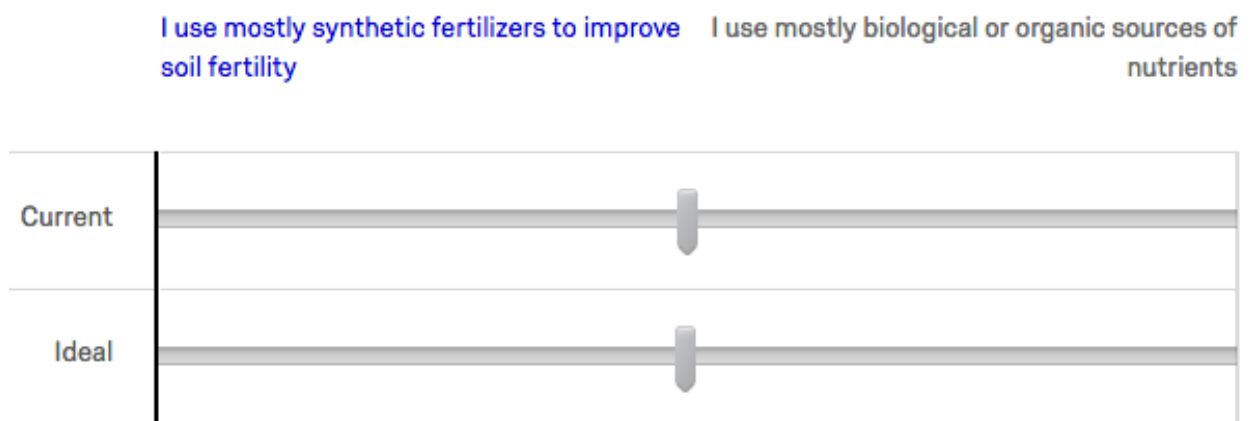 I use mostly synthetic fertilizers to improve
soil fertility
I use mostly biological or organic sources of
nutrients
Current
Ideal